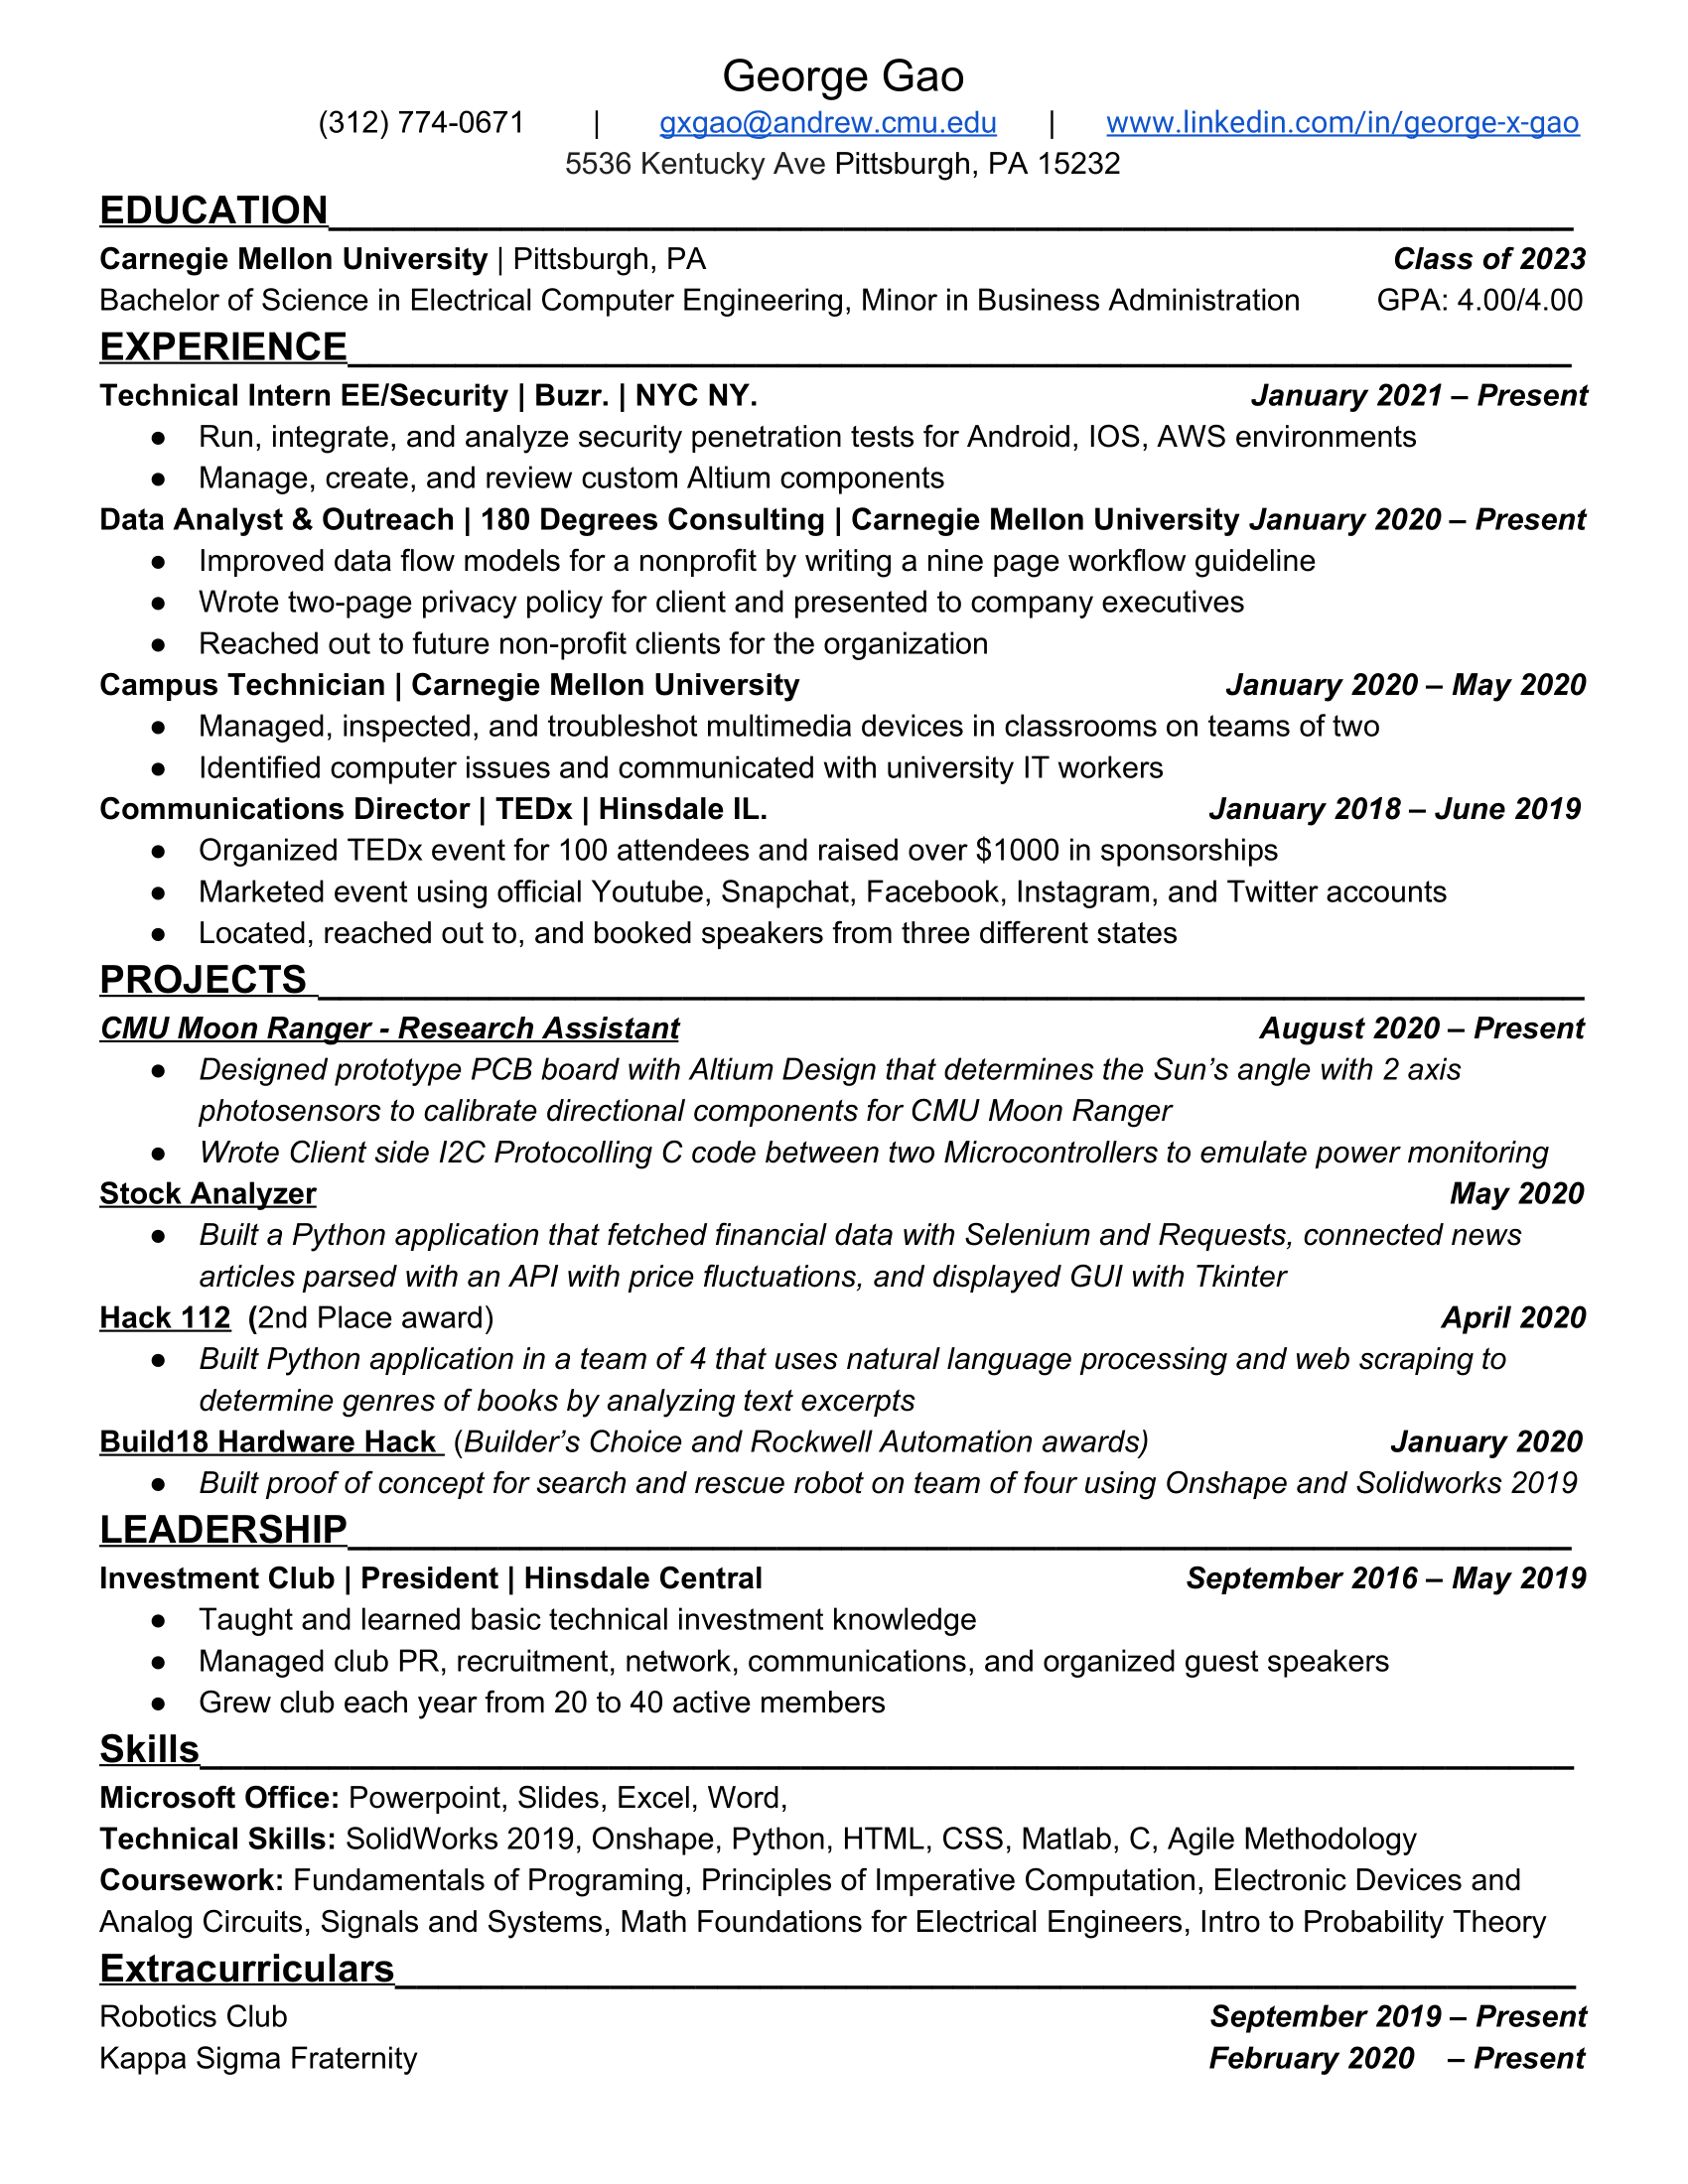 George Gao
(312) 774-0671 | gxgao@andrew.cmu.edu | www.linkedin.com/in/george-x-gao
5536 Kentucky Ave Pittsburgh, PA 15232
EDUCATION
Carnegie Mellon University | Pittsburgh, PA Class of 2023
Bachelor of Science in Electrical Computer Engineering, Minor in Business Administration GPA: 4.00/4.00
EXPERIENCE
Technical Intern EE/Security | Buzr. | NYC NY. January 2021 – Present
● Run, integrate, and analyze security penetration tests for Android, IOS, AWS environments
● Manage, create, and review custom Altium components
Data Analyst & Outreach | 180 Degrees Consulting | Carnegie Mellon University January 2020 – Present
● Improved data flow models for a nonprofit by writing a nine page workflow guideline
● Wrote two-page privacy policy for client and presented to company executives
● Reached out to future non-profit clients for the organization
Campus Technician | Carnegie Mellon University January 2020 – May 2020
● Managed, inspected, and troubleshot multimedia devices in classrooms on teams of two
● Identified computer issues and communicated with university IT workers
Communications Director | TEDx | Hinsdale IL. January 2018 – June 2019
● Organized TEDx event for 100 attendees and raised over $1000 in sponsorships
● Marketed event using official Youtube, Snapchat, Facebook, Instagram, and Twitter accounts
● Located, reached out to, and booked speakers from three different states
PROJECTS
CMU Moon Ranger - Research Assistant August 2020 – Present
● Designed prototype PCB board with Altium Design that determines the Sun’s angle with 2 axis
photosensors to calibrate directional components for CMU Moon Ranger
● Wrote Client side I2C Protocolling C code between two Microcontrollers to emulate power monitoring
Stock Analyzer May 2020
● Built a Python application that fetched financial data with Selenium and Requests, connected news
articles parsed with an API with price fluctuations, and displayed GUI with Tkinter
Hack 112 (2nd Place award) April 2020
● Built Python application in a team of 4 that uses natural language processing and web scraping to
determine genres of books by analyzing text excerpts
Build18 Hardware Hack (Builder’s Choice and Rockwell Automation awards) January 2020
● Built proof of concept for search and rescue robot on team of four using Onshape and Solidworks 2019
LEADERSHIP
Investment Club | President | Hinsdale Central September 2016 – May 2019
● Taught and learned basic technical investment knowledge
● Managed club PR, recruitment, network, communications, and organized guest speakers
● Grew club each year from 20 to 40 active members
Skills
Microsoft Office: Powerpoint, Slides, Excel, Word,
Technical Skills: SolidWorks 2019, Onshape, Python, HTML, CSS, Matlab, C, Agile Methodology
Coursework: Fundamentals of Programing, Principles of Imperative Computation, Electronic Devices and
Analog Circuits, Signals and Systems, Math Foundations for Electrical Engineers, Intro to Probability Theory
Extracurriculars
Robotics Club September 2019 – Present
Kappa Sigma Fraternity February 2020 – Present